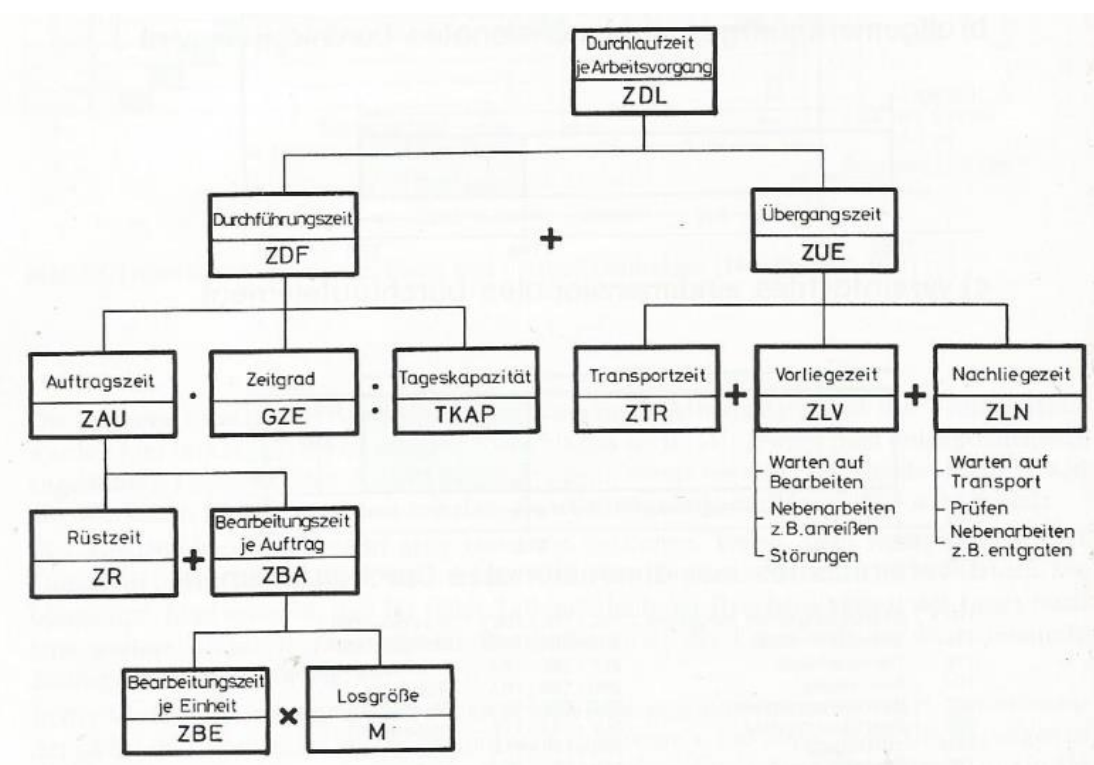 Durchlaufzeit
je Arbeitsvorgang
ZDL
Durchführungszeit
ZDF
+
Übergangszeit
ZUE
Auftragszeit
ZAU
·
Zeitgrad
GZE
:
Tageskapazität
TKAP
Transportzeit
ZTR
+
Vorliegezeit
ZLV
+
Nachliegezeit
ZLN
- Warten auf
Bearbeiten
- Nebenarbeiten
z.B. anreißen
- Störungen
Warten auf
Transport
- Prüfen
Nebenarbeiten
z.B. entgraten
Rüstzeit
ZR
+
Bearbeitungszeit
je Auftrag
ZBA
Bearbeitungszeit
je Einheit
ZBE
×
Losgröße
M